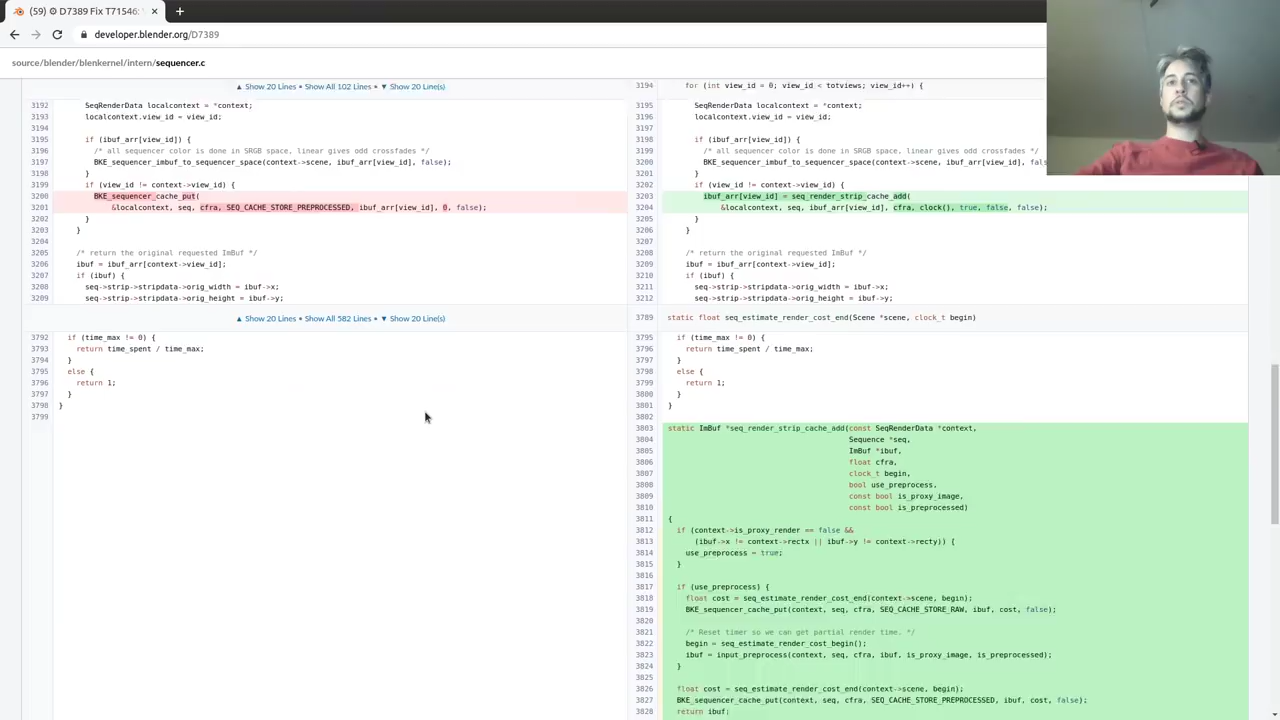 (59) ⚙ D7389 Fix T71546:
developer.blender.org/D7389
source/blender/blenkernel/intern/sequencer.c
▲ Show 20 Lines • Show All 102 Lines • ▼ Show 20 Line(s)
3192 SeqRenderData localcontext = *context;
3193 localcontext.view_id = view_id;
3194
3195 if (ibuf_arr[view_id]) {
3196 /* all sequencer color is done in SRGB space, linear gives odd crossfades */
3197 BKE_sequencer_imbuf_to_sequencer_space(context->scene, ibuf_arr[view_id], false);
3198 }
3199 if (view_id != context->view_id) {
3200 BKE_sequencer_cache_put(
3201 &localcontext, seq, cfra, SEQ_CACHE_STORE_PREPROCESSED, ibuf_arr[view_id], 0, false);
3202 }
3203 }
3204
3205 /* return the original requested ImBuf */
3206 ibuf = ibuf_arr[context->view_id];
3207 if (ibuf) {
3208 seq->strip->stripdata->orig_width = ibuf->x;
3209 seq->strip->stripdata->orig_height = ibuf->y;
▲ Show 20 Lines • Show All 582 Lines • ▼ Show 20 Line(s)
3792 if (time_max != 0) {
3793 return time_spent / time_max;
3794 }
3795 else {
3796 return 1;
3797 }
3798 }
3799
3194 for (int view_id = 0; view_id < totviews; view_id++) {
3195 SeqRenderData localcontext = *context;
3196 localcontext.view_id = view_id;
3197
3198 if (ibuf_arr[view_id]) {
3199 /* all sequencer color is done in SRGB space, linear gives odd crossfad
3200 BKE_sequencer_imbuf_to_sequencer_space(context->scene, ibuf_arr[view_id], fals
3201 }
3202 if (view_id != context->view_id) {
3203 ibuf_arr[view_id] = seq_render_strip_cache_add(
3204 &localcontext, seq, ibuf_arr[view_id], cfra, clock(), true, false, false);
3205 }
3206 }
3207
3208 /* return the original requested ImBuf */
3209 ibuf = ibuf_arr[context->view_id];
3210 if (ibuf) {
3211 seq->strip->stripdata->orig_width = ibuf->x;
3212 seq->strip->stripdata->orig_height = ibuf->y;
3789 static float seq_estimate_render_cost_end(Scene *scene, clock_t begin)
3795 if (time_max != 0) {
3796 return time_spent / time_max;
3797 }
3798 else {
3799 return 1;
3800 }
3801 }
3802
3803 static ImBuf *seq_render_strip_cache_add(const SeqRenderData *context,
3804 Sequence *seq,
3805 ImBuf *ibuf,
3806 float cfra,
3807 clock_t begin,
3808 bool use_preprocess,
3809 const bool is_proxy_image,
3810 const bool is_preprocessed)
3811 {
3812 if (context->is_proxy_render == false &&
3813 (ibuf->x != context->rectx || ibuf->y != context->recty)) {
3814 use_preprocess = true;
3815 }
3816
3817 if (use_preprocess) {
3818 float cost = seq_estimate_render_cost_end(context->scene, begin);
3819 BKE_sequencer_cache_put(context, seq, cfra, SEQ_CACHE_STORE_RAW, ibuf, cost, false);
3820
3821 /* Reset timer so we can get partial render time. */
3822 begin = seq_estimate_render_cost_begin();
3823 ibuf = input_preprocess(context, seq, cfra, ibuf, is_proxy_image, is_preprocessed);
3824 }
3825
3826 float cost = seq_estimate_render_cost_end(context->scene, begin);
3827 BKE_sequencer_cache_put(context, seq, cfra, SEQ_CACHE_STORE_PREPROCESSED, ibuf, cost, false);
3828 return ibuf;